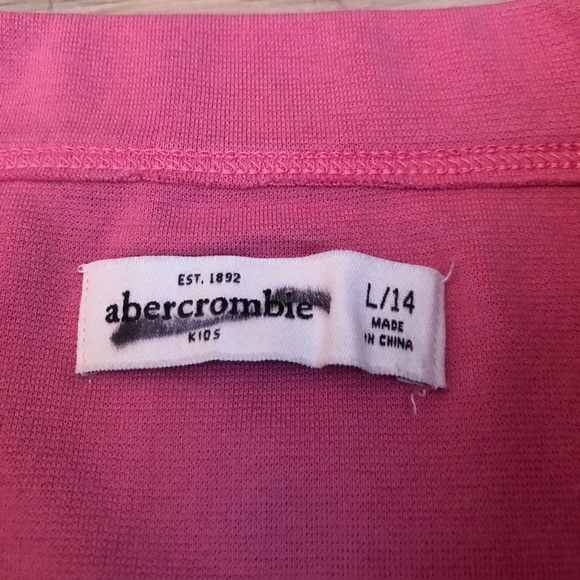 EST. 1892
abercrombie
KIDS
L/14
MADE
IN CHINA